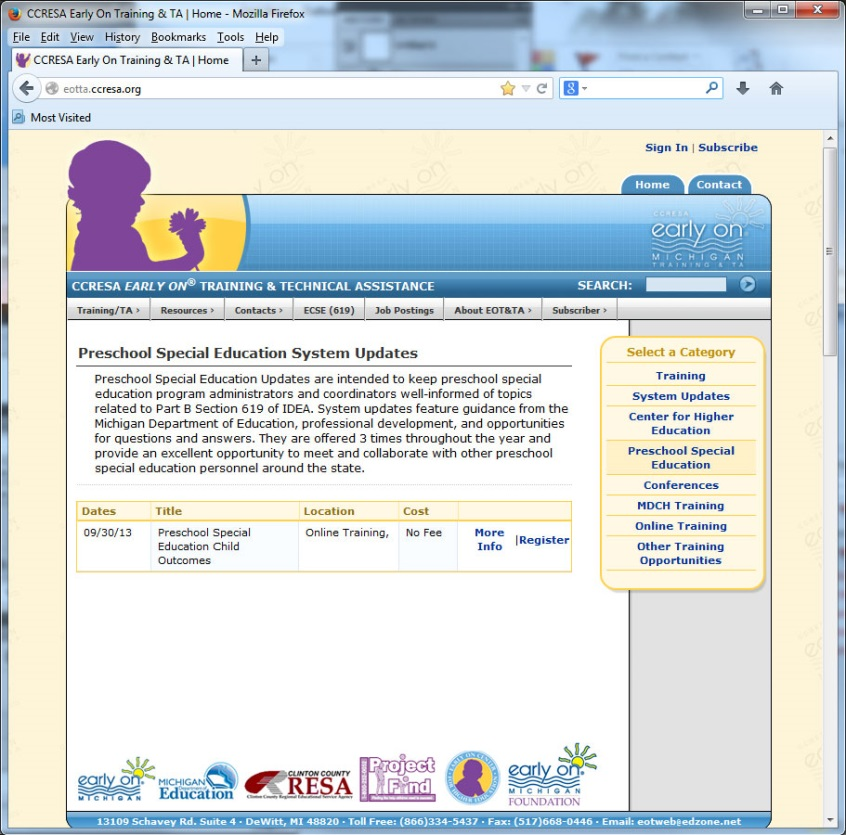 CCRESA Early On Training & TA | Home - Mozilla Firefox
File Edit View History Bookmarks Tools Help
CCRESA Early On Training & TA | Home
eotta.ccresa.org
Most Visited
Sign In | Subscribe
Home Contact
CCRESA
early on
MICHIGAN
TRAINING & TA
CCRESA EARLY ON® TRAINING & TECHNICAL ASSISTANCE SEARCH:
Training/TA › Resources › Contacts › ECSE (619) Job Postings About EOT&TA › Subscriber ›
Preschool Special Education System Updates
Preschool Special Education Updates are intended to keep preschool special
education program administrators and coordinators well-informed of topics
related to Part B Section 619 of IDEA. System updates feature guidance from the
Michigan Department of Education, professional development, and opportunities
for questions and answers. They are offered 3 times throughout the year and
provide an excellent opportunity to meet and collaborate with other preschool
special education personnel around the state.
Dates Title Location Cost
09/30/13 Preschool Special Education Child Outcomes Online Training, No Fee More Info |Register
Select a Category
Training
System Updates
Center for Higher
Education
Preschool Special
Education
Conferences
MDCH Training
Online Training
Other Training
Opportunities
early on
MICHIGAN
MICHIGAN
Department of
Education
CLINTON COUNTY
RESA
Clinton County Regional Educational Service Agency
Project
Find
early on
MICHIGAN
FOUNDATION
13109 Schavey Rd. Suite 4 · DeWitt, MI 48820 · Toll Free: (866)334-5437 · Fax: (517)668-0446 · Email: eotweb@edzone.net